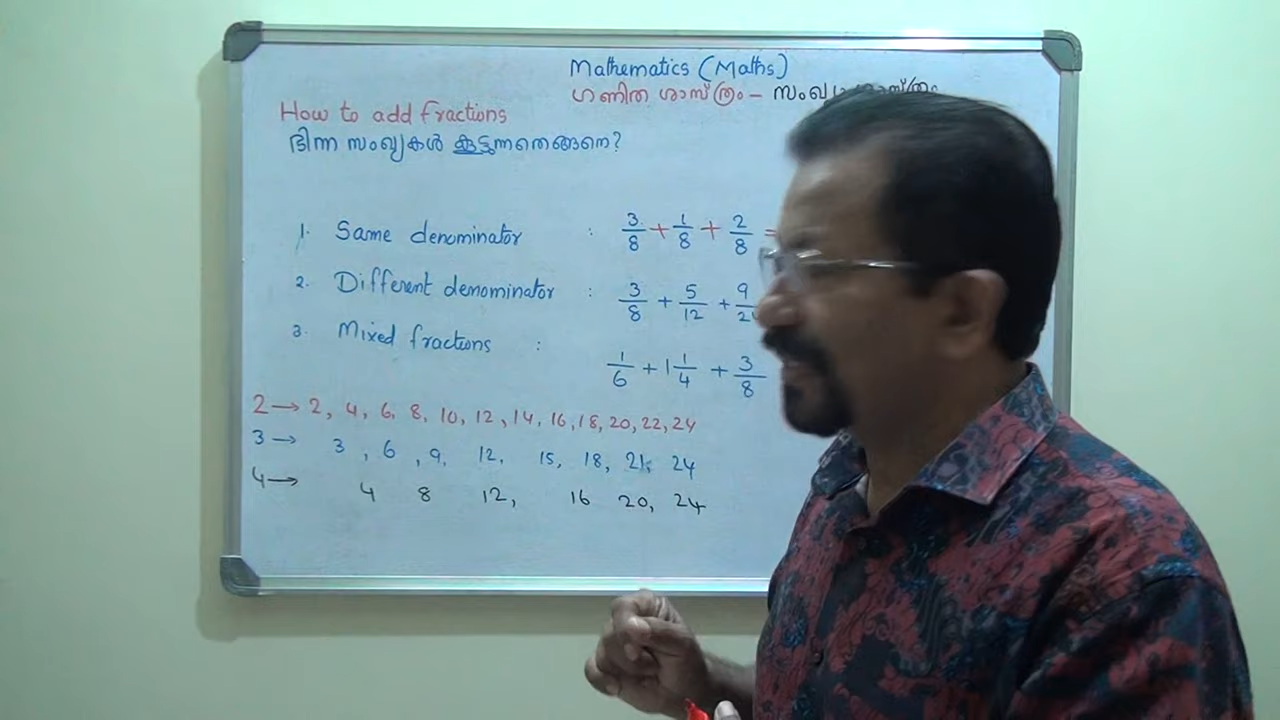 Mathematics (Maths)
ഗണിത ശാസ്ത്രം –
How to add fractions
ഭിന്ന സംഖ്യകൾ കൂട്ടുന്നതെങ്ങനെ?
1. Same denominator : 3/8 + 1/8 + 2/8 =
2. Different denominator : 3/8 + 5/12 + 9/2
3. Mixed fractions :
1/6 + 1 1/4 + 3/8
2 → 2, 4, 6, 8, 10, 12, 14, 16, 18, 20, 22, 24
3 → 3, 6, 9, 12, 15, 18, 21, 24
4 → 4 8 12, 16 20, 24